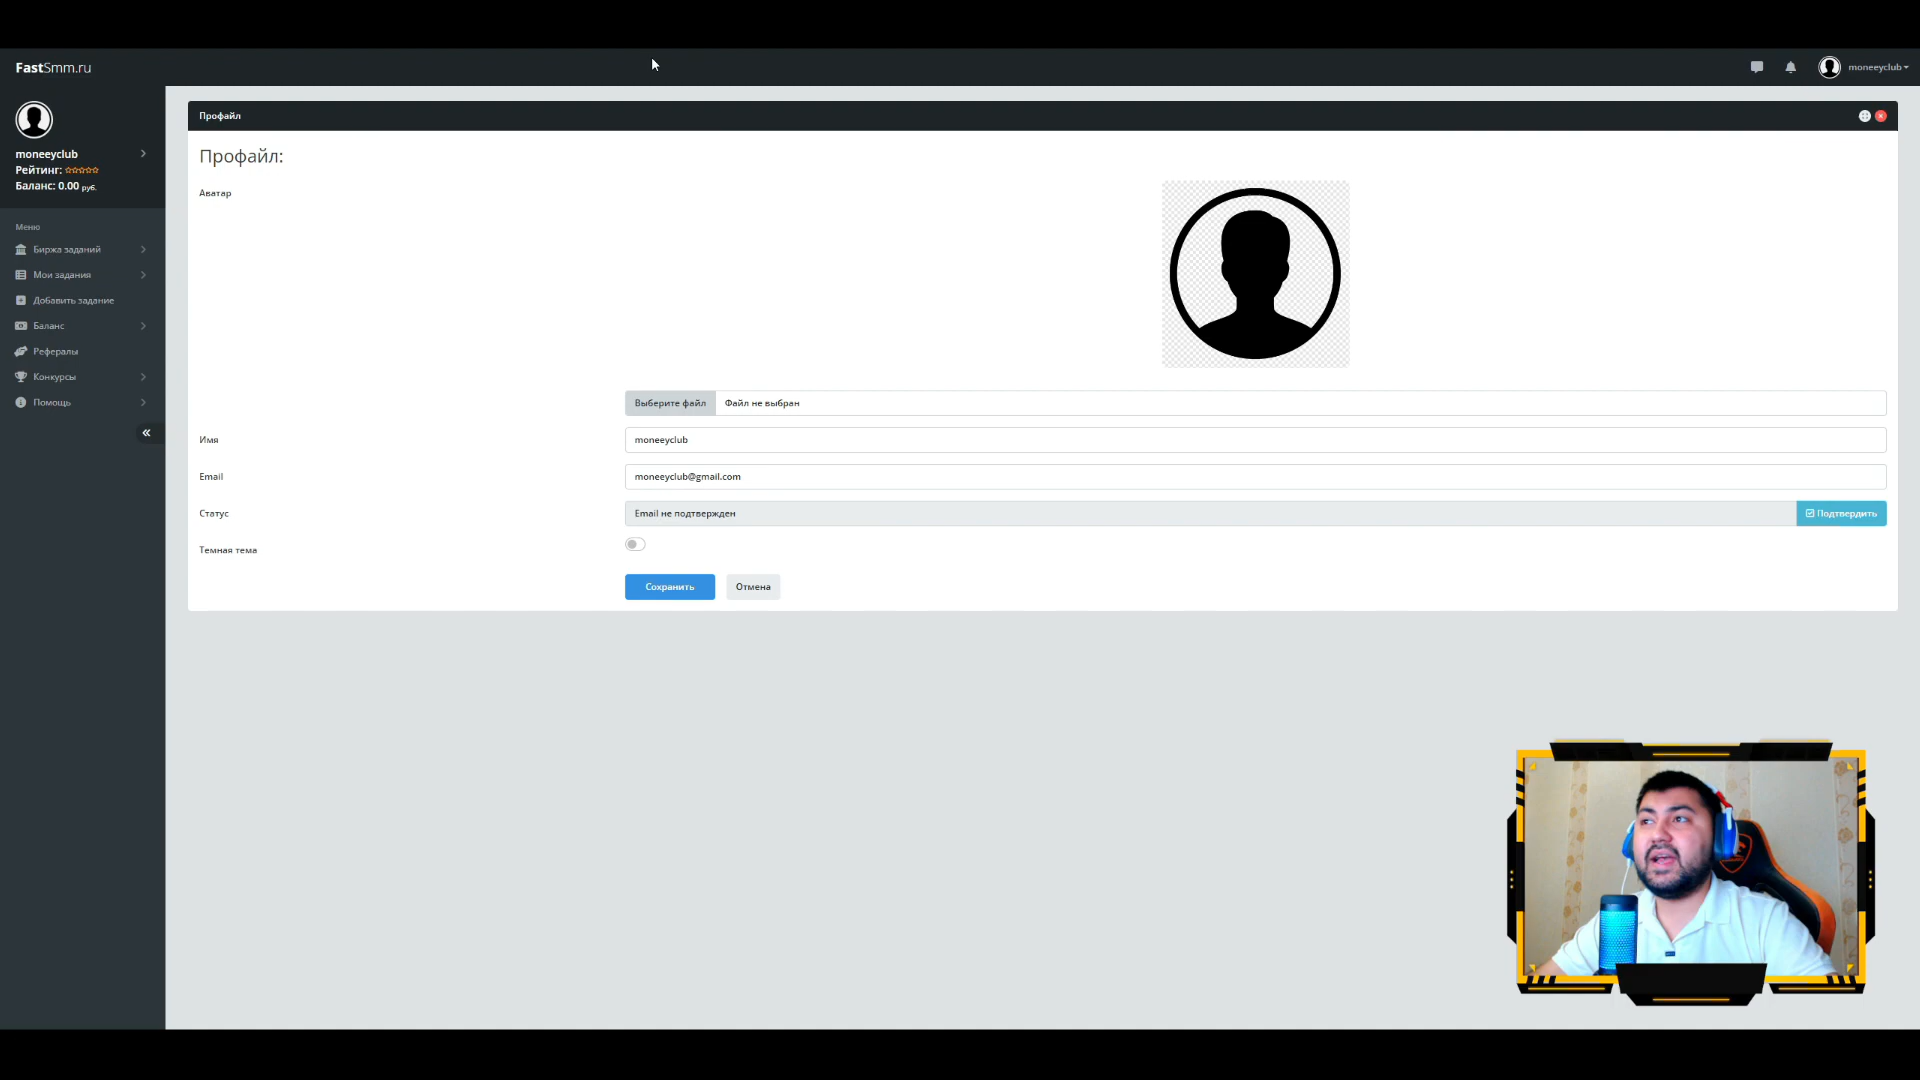 FastSmm.ru
moneeyclub
moneeyclub
Рейтинг:
Баланс: 0.00 руб.
Меню
Биржа заданий
Мои задания
Добавить задание
Баланс
Рефералы
Конкурсы
Помощь
Профайл
Профайл:
Аватар
Выберите файл Файл не выбран
Имя moneeyclub
Email moneeyclub@gmail.com
Статус Email не подтвержден Подтвердить
Темная тема
Сохранить Отмена